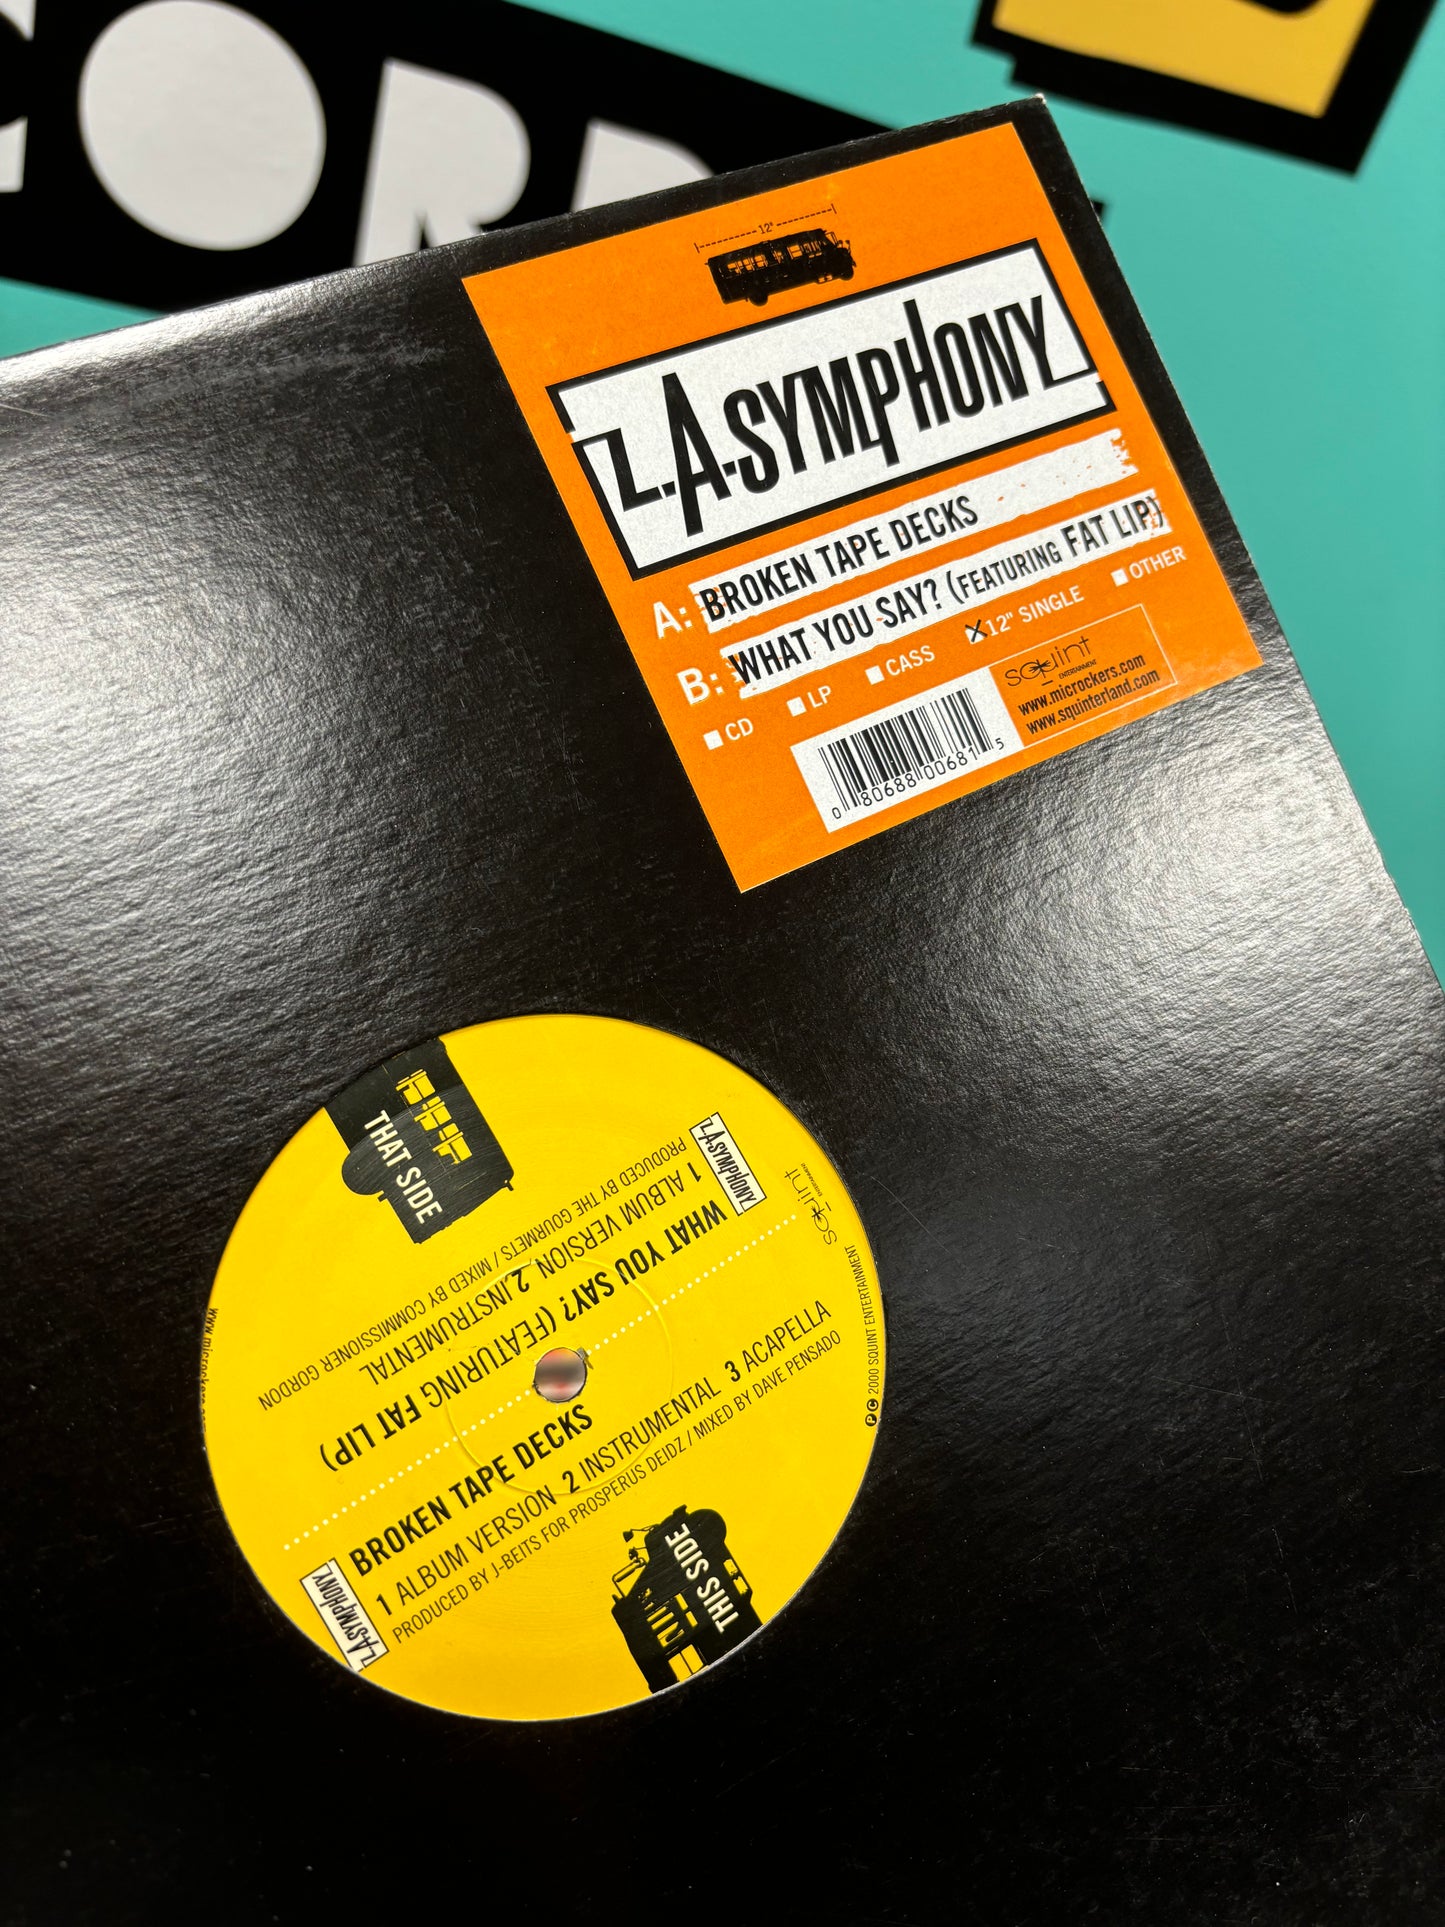 CORD
12"
L.A.SYMPHONY
A: BROKEN TAPE DECKS
B: WHAT YOU SAY? (FEATURING FAT LIP)
CD LP CASS 12" SINGLE OTHER
squint
ENTERTAINMENT
www.microckers.com
www.squinterland.com
0 80688 00681 5
THAT SIDE
L.A.SYMPHONY
WHAT YOU SAY? (FEATURING FAT LIP)
1 ALBUM VERSION, 2.INSTRUMENTAL
PRODUCED BY THE GOURMETS / MIXED BY COMMISSIONER GORDON
squint
ENTERTAINMENT
L.A.SYMPHONY
BROKEN TAPE DECKS
1 ALBUM VERSION 2 INSTRUMENTAL 3 ACAPELLA
PRODUCED BY J-BEITS FOR PROSPERUS DEIDZ / MIXED BY DAVE PENSADO
THIS SIDE
℗ © 2000 SQUINT ENTERTAINMENT